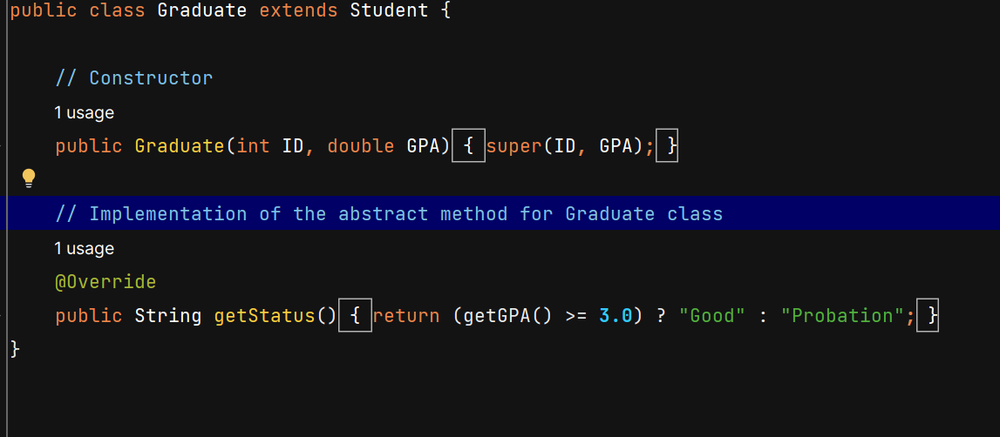 public class Graduate extends Student {
// Constructor
1 usage
public Graduate(int ID, double GPA) { super(ID, GPA); }
// Implementation of the abstract method for Graduate class
1 usage
@Override
public String getStatus() { return (getGPA() >= 3.0) ? "Good" : "Probation"; }
}